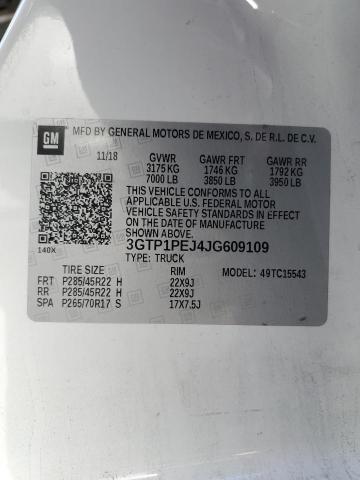 GM
MFD BY GENERAL MOTORS DE MEXICO, S. DE R.L. DE C.V.
11/18 GVWR GAWR FRT GAWR RR
3175 KG 1746 KG 1792 KG
7000 LB 3850 LB 3950 LB
THIS VEHICLE CONFORMS TO ALL
APPLICABLE U.S. FEDERAL MOTOR
VEHICLE SAFETY STANDARDS IN
EFFECT ON THE DATE OF MANUFACTURE
SHOWN ABOVE.
140X 3GTP1PEJ4JG609109
TYPE: TRUCK
TIRE SIZE RIM MODEL: 49TC15543
FRT P285/45R22 H 22X9J
RR P285/45R22 H 22X9J
SPA P265/70R17 S 17X7.5J